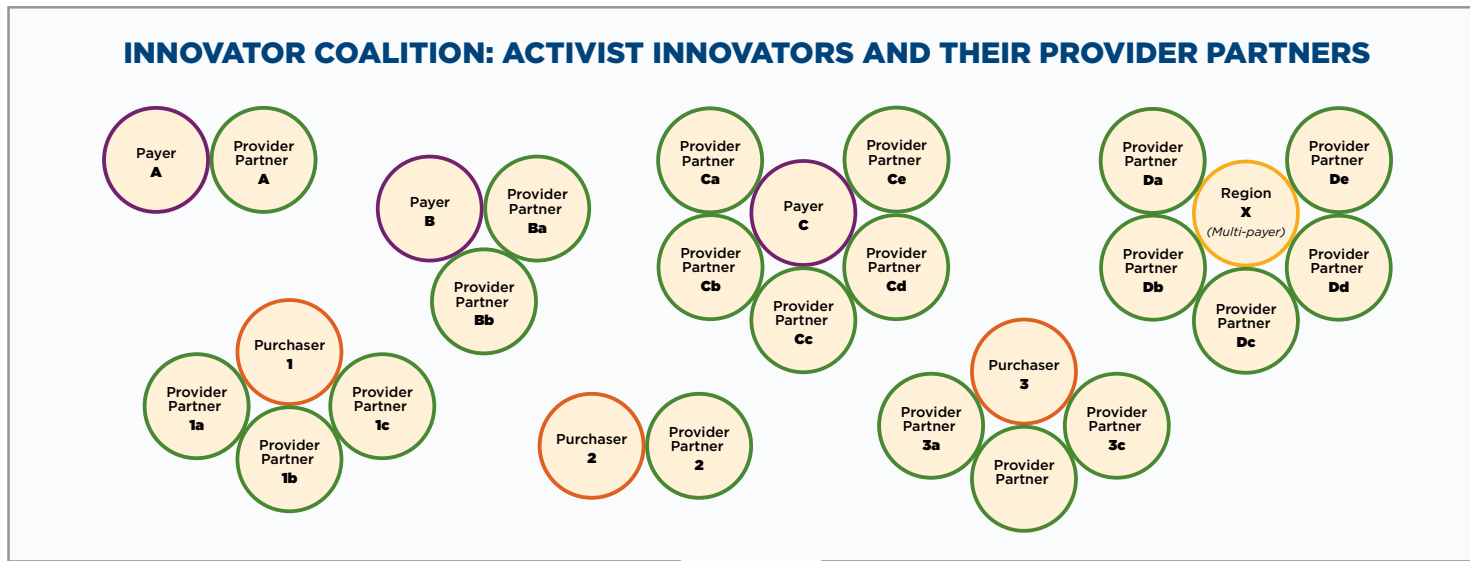 INNOVATOR COALITION: ACTIVIST INNOVATORS AND THEIR PROVIDER PARTNERS
Payer
A
Provider
Partner
A
Payer
B
Provider
Partner
Ba
Provider
Partner
Bb
Provider
Partner
Ca
Provider
Partner
Ce
Payer
C
Provider
Partner
Cb
Provider
Partner
Cd
Provider
Partner
Cc
Provider
Partner
Da
Provider
Partner
De
Region
X
(Multi-payer)
Provider
Partner
Db
Provider
Partner
Dd
Provider
Partner
Dc
Purchaser
1
Provider
Partner
1a
Provider
Partner
1b
Provider
Partner
1c
Purchaser
2
Provider
Partner
2
Purchaser
3
Provider
Partner
3a
Provider
Partner
Provider
Partner
3c